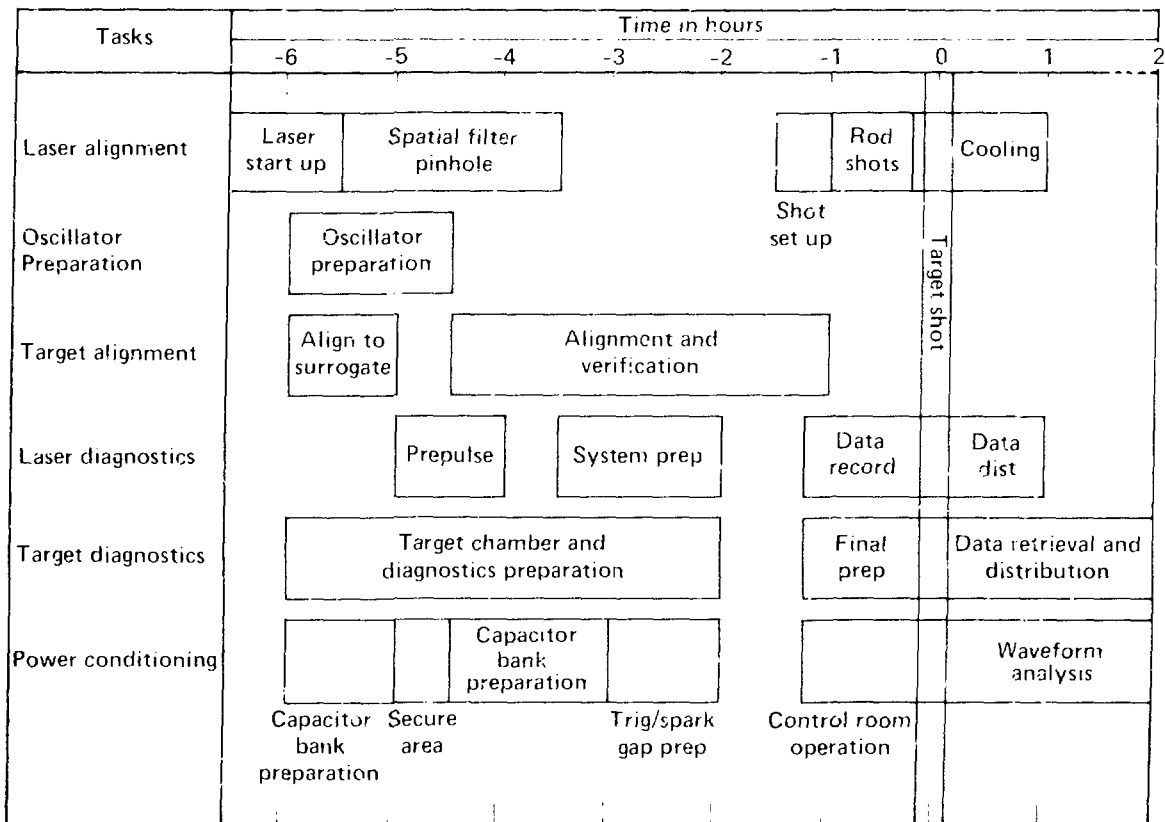 Tasks
Time in hours
-6 -5 -4 -3 -2 -1 0 1 2
Laser alignment
Laser
start up
Spatial filter
pinhole
Rod
shots
Cooling
Shot
set up
Target shot
Oscillator
Preparation
Oscillator
preparation
Target alignment
Align to
surrogate
Alignment and
verification
Laser diagnostics
Prepulse
System prep
Data
record
Data
dist
Target diagnostics
Target chamber and
diagnostics preparation
Final
prep
Data retrieval and
distribution
Power conditioning
Capacitor
bank
preparation
Waveform
analysis
Capacitor
bank
preparation
Secure
area
Trig/spark
gap prep
Control room
operation